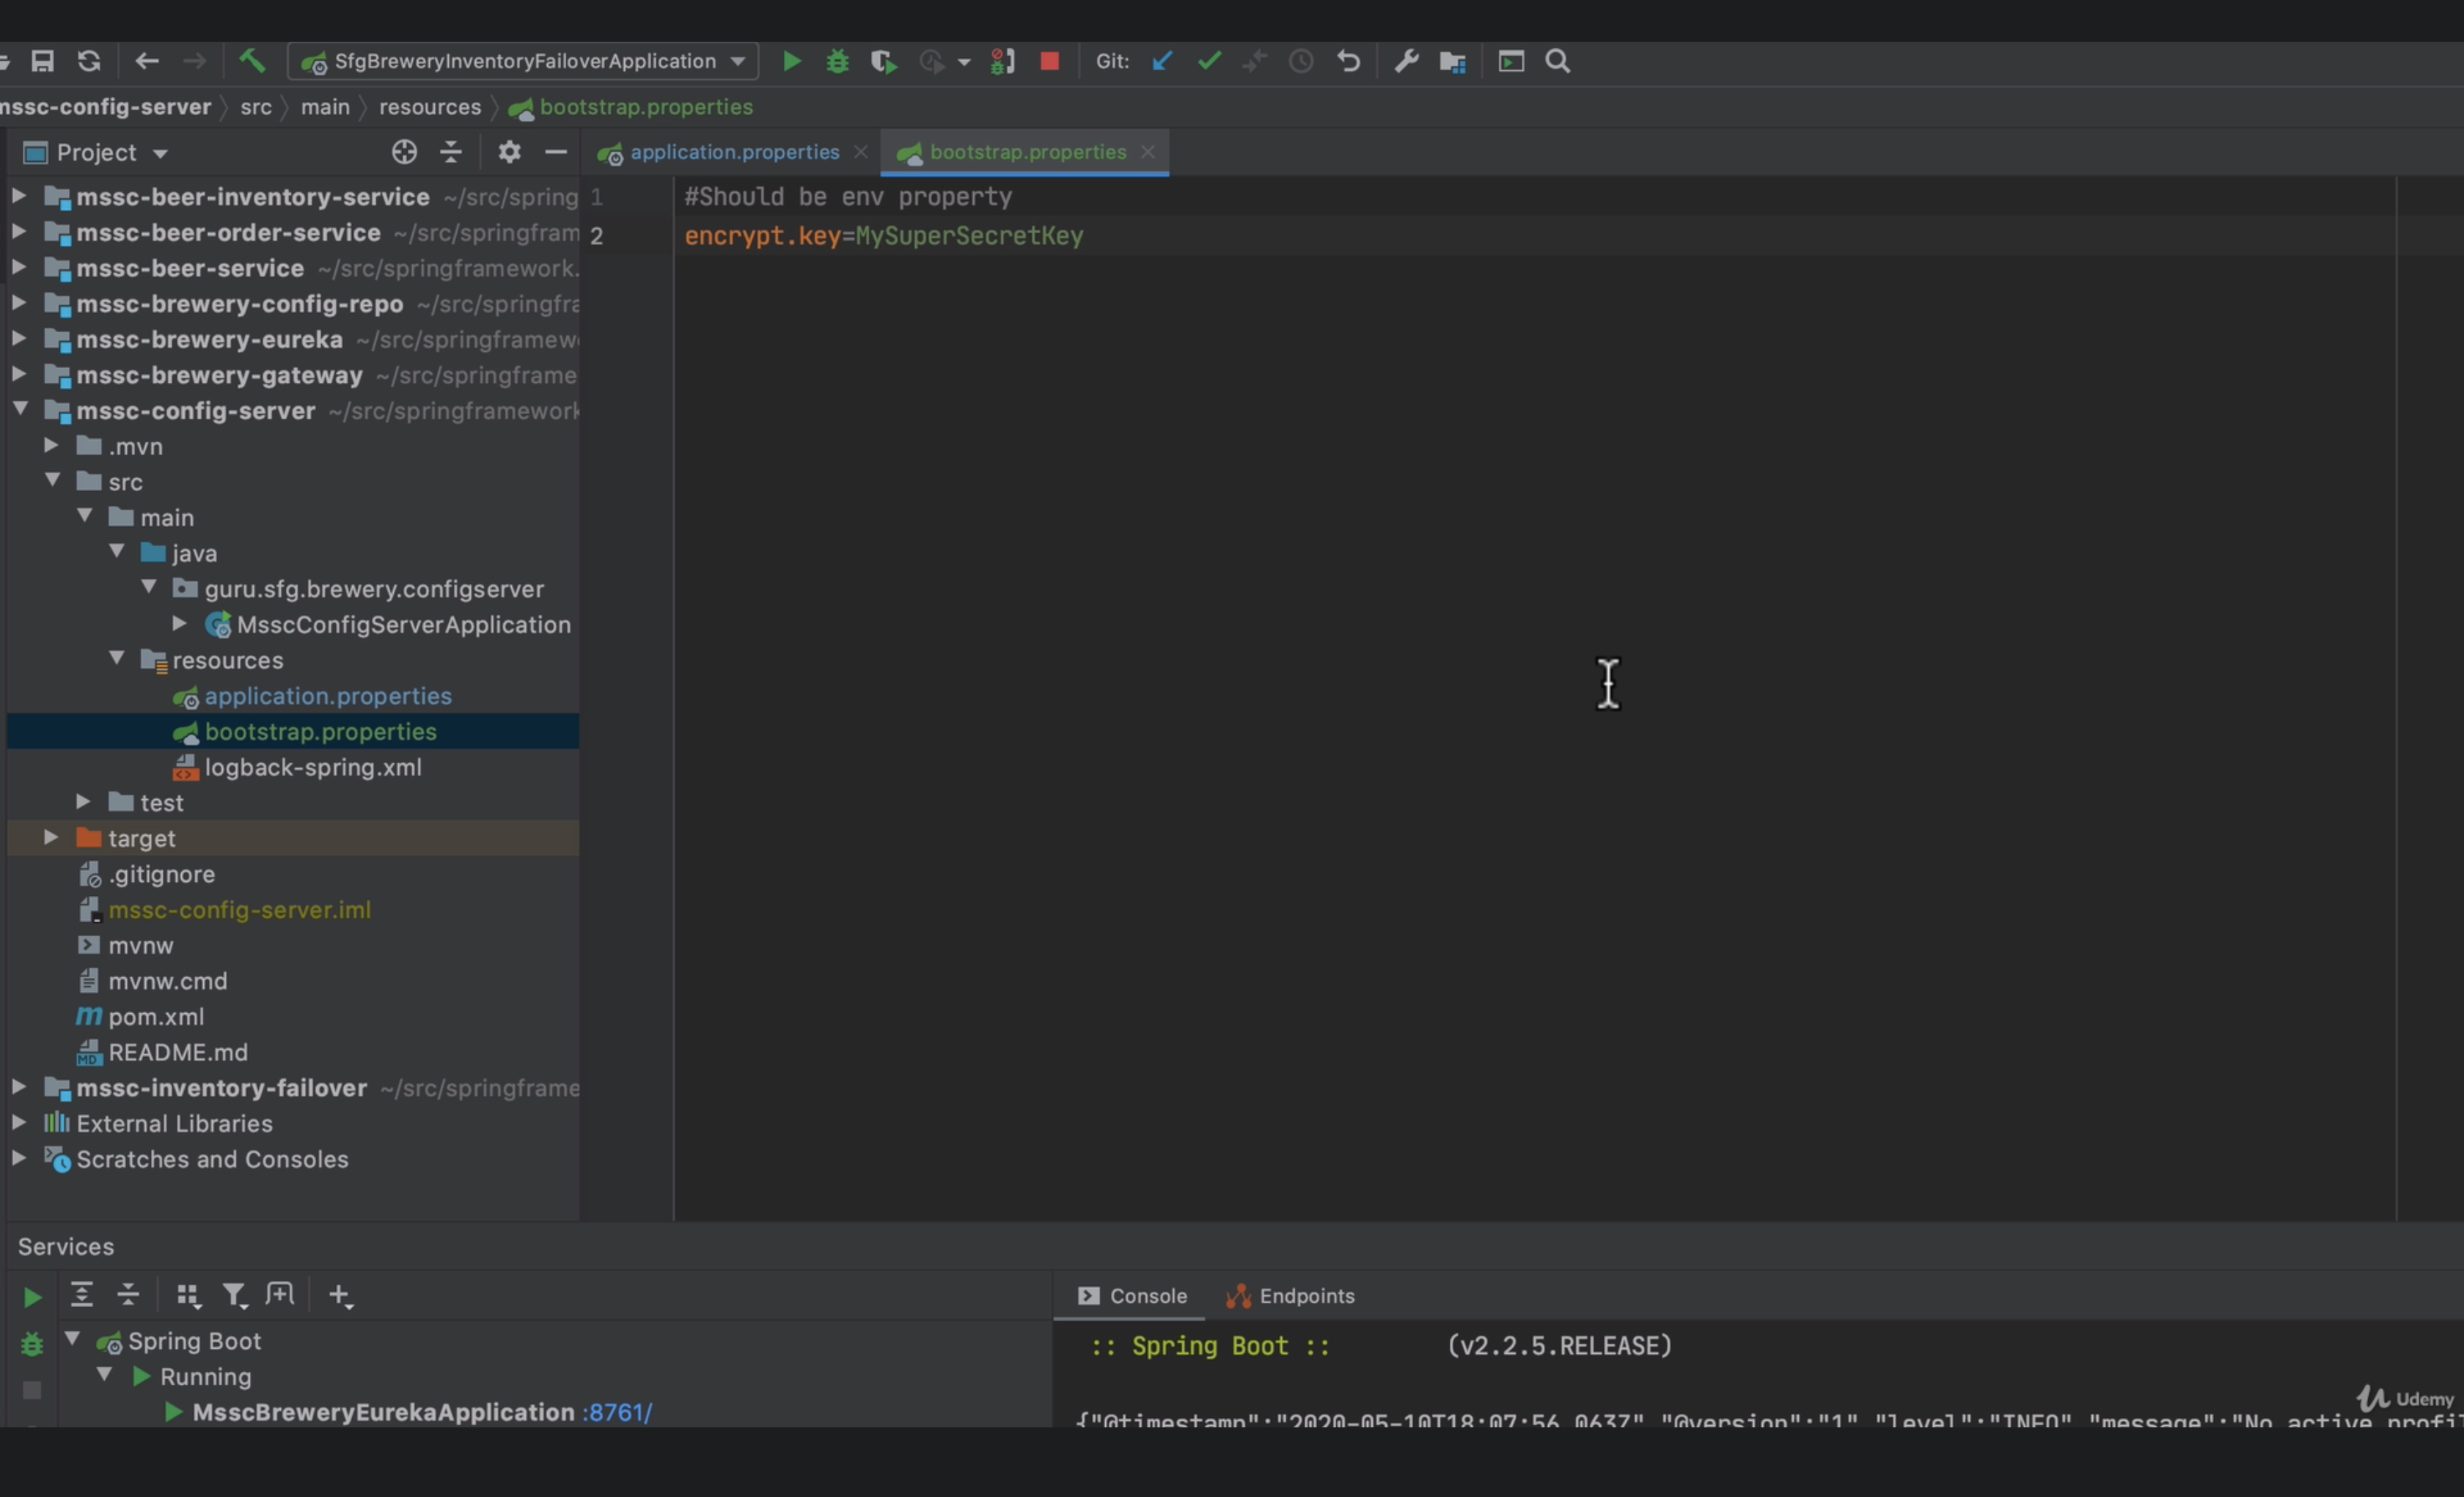 SfgBreweryInventoryFailoverApplication Git:
mssc-config-server src main resources bootstrap.properties
Project application.properties bootstrap.properties
mssc-beer-inventory-service ~/src/spring
mssc-beer-order-service ~/src/springfram
mssc-beer-service ~/src/springframework.
mssc-brewery-config-repo ~/src/springfra
mssc-brewery-eureka ~/src/springframew
mssc-brewery-gateway ~/src/springframe
mssc-config-server ~/src/springframework
.mvn
src
main
java
guru.sfg.brewery.configserver
MsscConfigServerApplication
resources
application.properties
bootstrap.properties
logback-spring.xml
test
target
.gitignore
mssc-config-server.iml
mvnw
mvnw.cmd
pom.xml
README.md
mssc-inventory-failover ~/src/springframe
External Libraries
Scratches and Consoles
1 #Should be env property
2 encrypt.key=MySuperSecretKey
Services
Spring Boot
Running
MsscBreweryEurekaApplication :8761/
Console Endpoints
:: Spring Boot :: (v2.2.5.RELEASE)
{"@timestamp":"2020-05-10T18:07:56.063Z","@version":"1","level":"INFO","message":"No active profil
Udemy